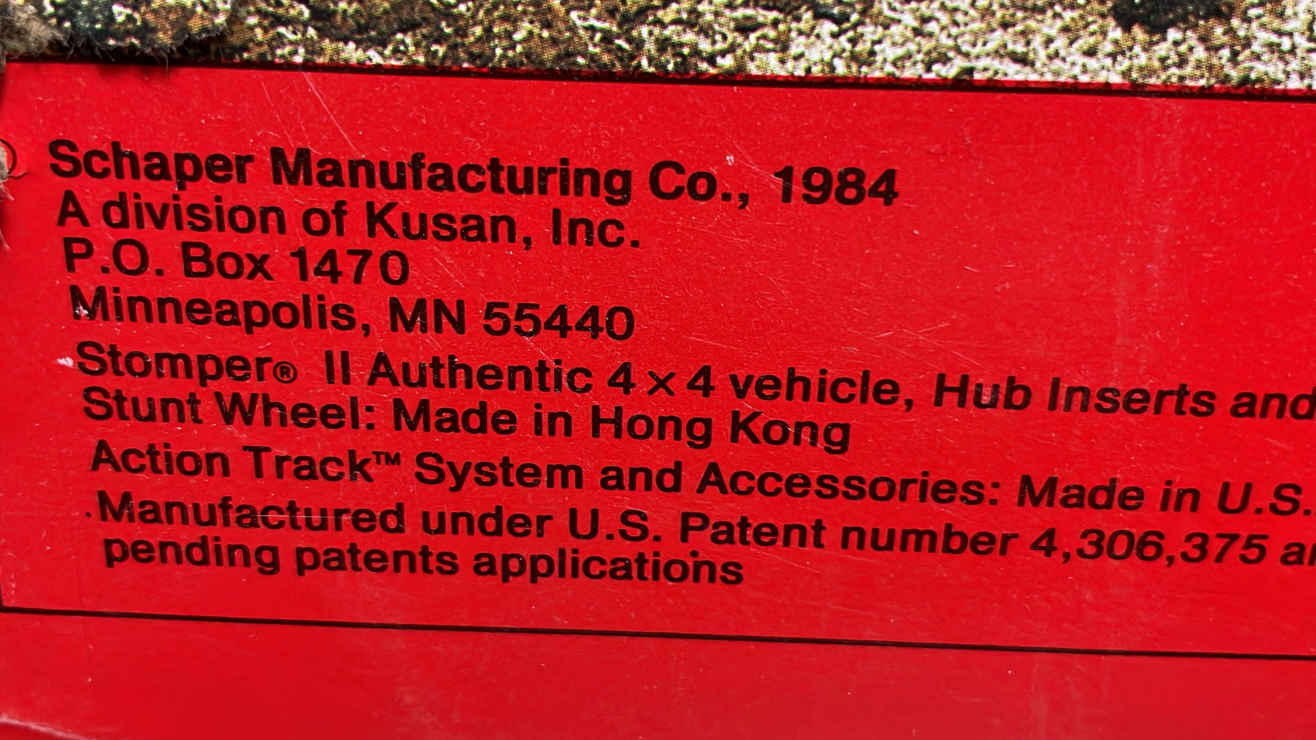 Schaper Manufacturing Co., 1984
A division of Kusan, Inc.
P.O. Box 1470
Minneapolis, MN 55440
Stomper® II Authentic 4 x 4 vehicle, Hub Inserts and
Stunt Wheel: Made in Hong Kong
Action Track™ System and Accessories: Made in U.S.
Manufactured under U.S. Patent number 4,306,375
pending patents applications